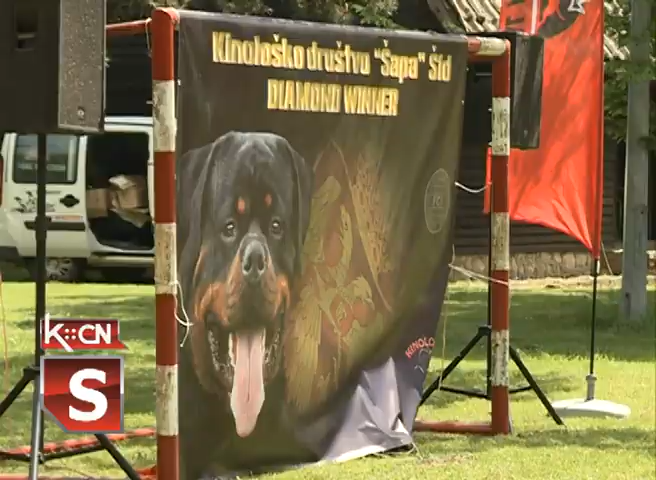 Kinološko društvo "Šapa" Šid
DIAMOND WINNER
KINOLO
K::CN
S